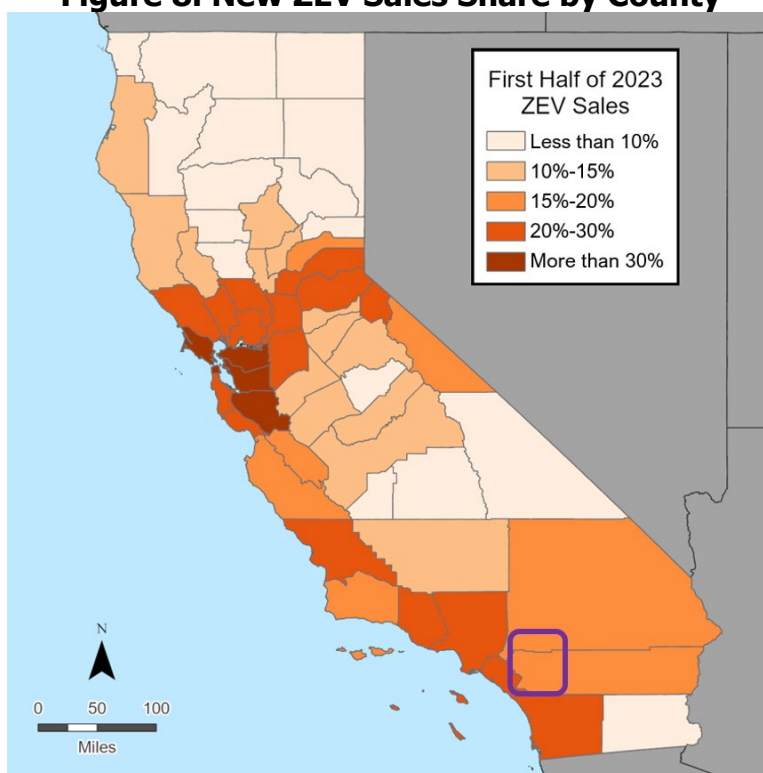 Figure 8. New ZEV Sales Share by County
First Half of 2023
ZEV Sales
Less than 10%
10%-15%
15%-20%
20%-30%
More than 30%
N
0 50 100
Miles